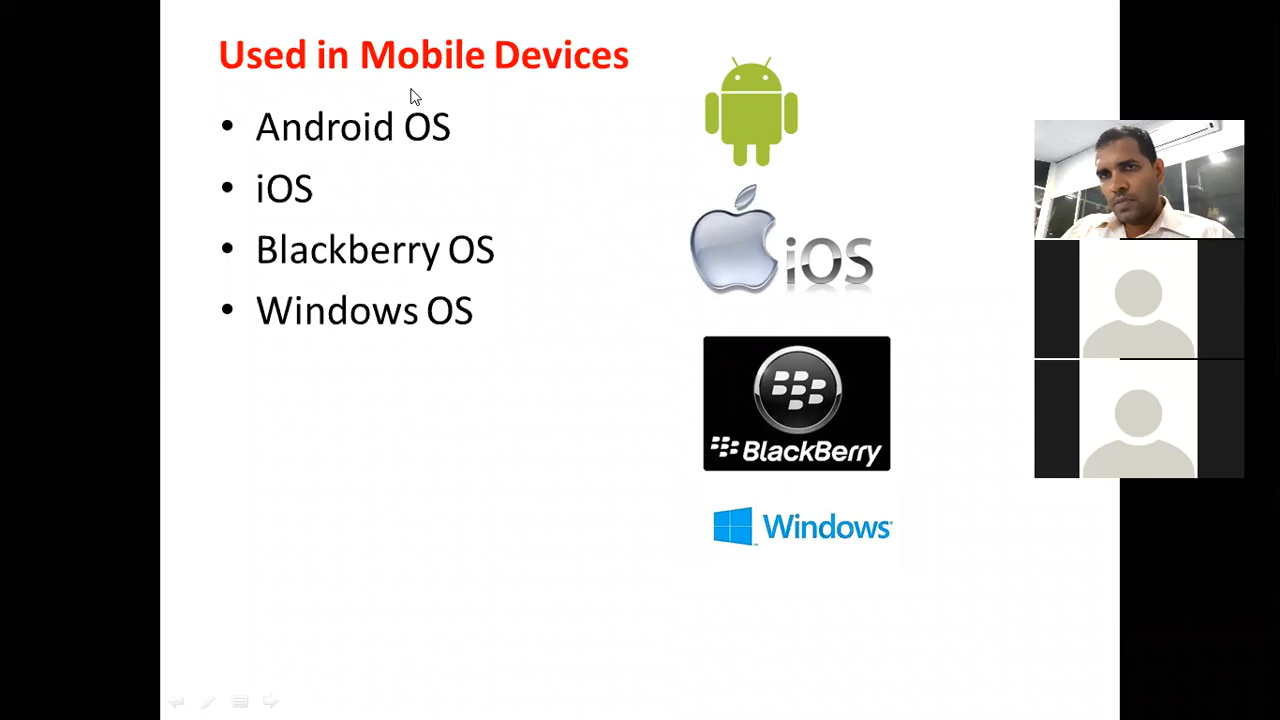 Used in Mobile Devices
• Android OS
• iOS
• Blackberry OS
• Windows OS
iOS
BlackBerry
Windows